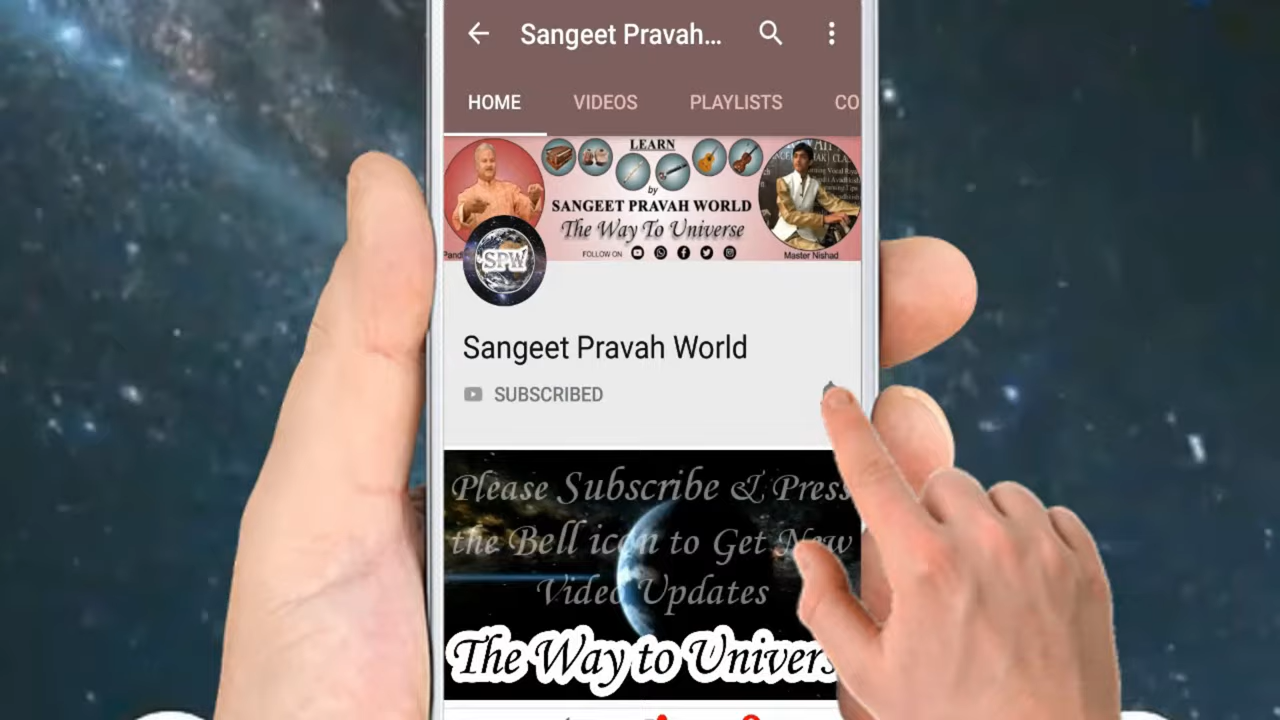 Sangeet Pravah...
HOME VIDEOS PLAYLISTS CO
LEARN
by
SANGEET PRAVAH WORLD
The Way To Universe
FOLLOW ON
Master Nishad
SPW
Sangeet Pravah World
SUBSCRIBED
Please Subscribe & Press
the Bell icon to Get New
Video Updates
The Way to Univers